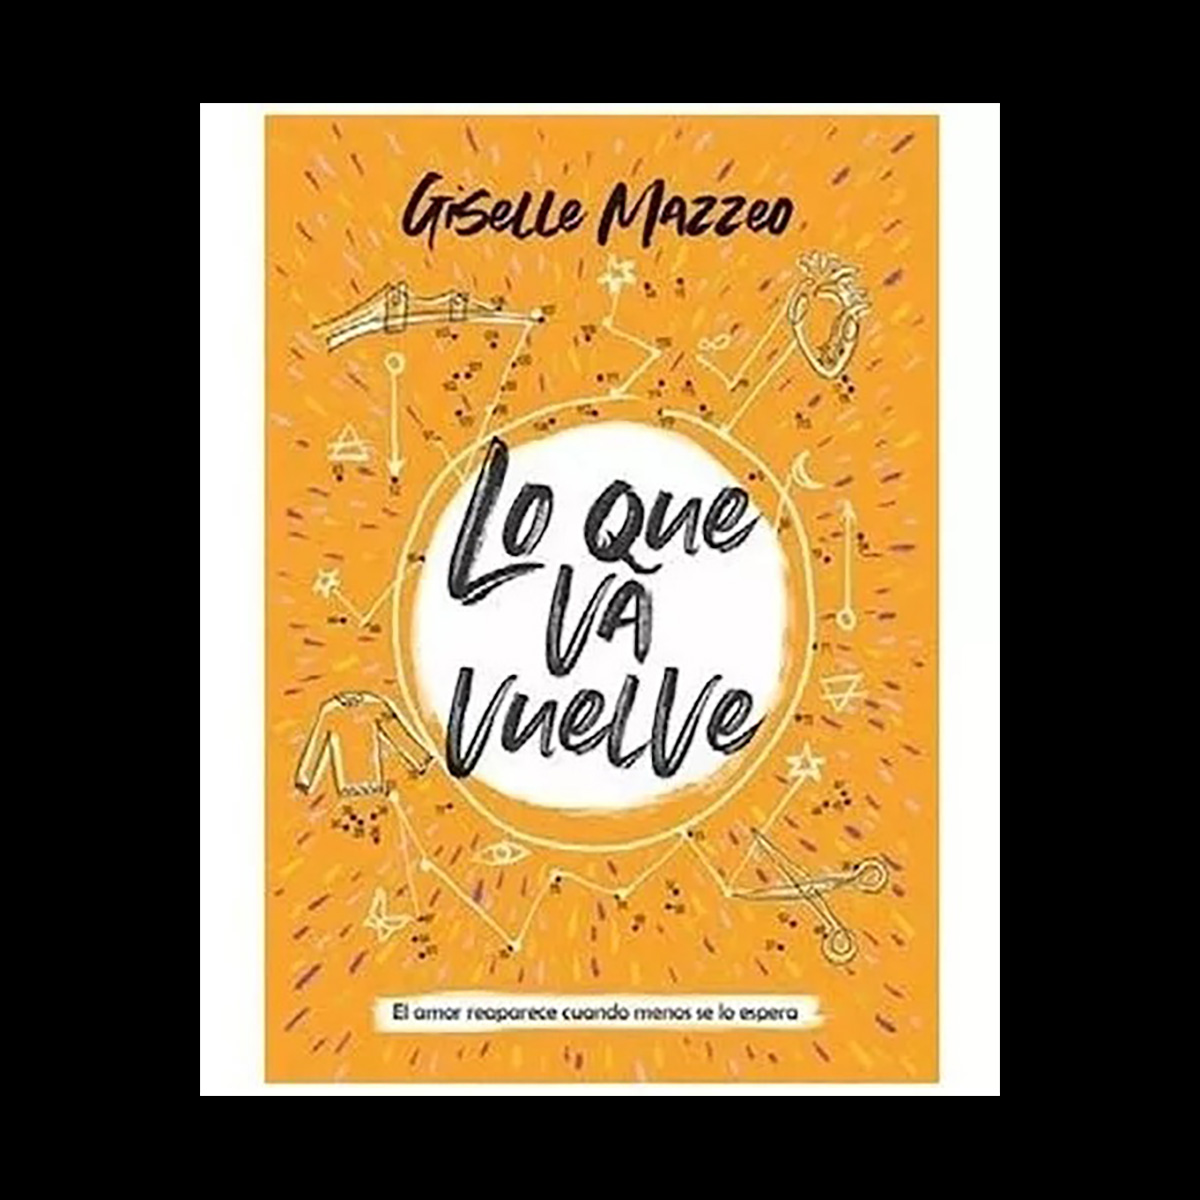 Giselle Mazzeo
Lo que
va
vuelve
El amor reaparece cuando menos se lo espera